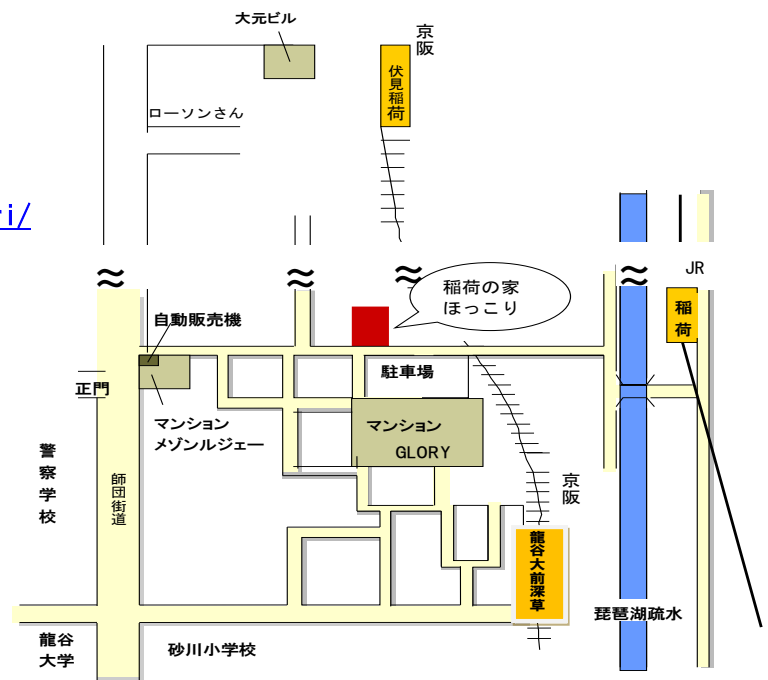 大元ビル
京阪
伏見稲荷
ローソンさん
ri/
JR
稲荷の家
ほっこり
稲荷
自動販売機
駐車場
正門
マンション
メゾンルジェー
マンション
GLORY
警察学校
師団街道
京阪
龍谷大前深草
琵琶湖疏水
龍谷
大学
砂川小学校